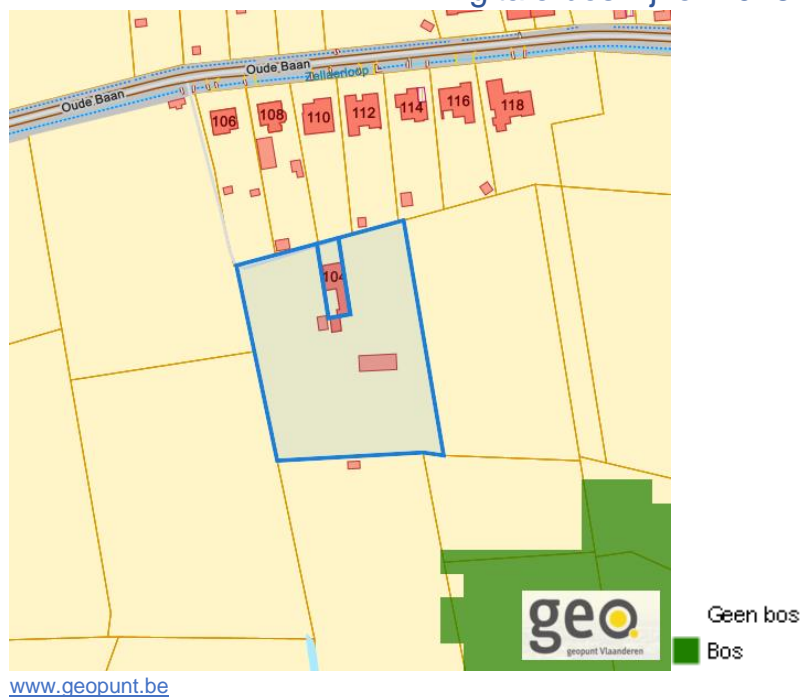 Oude Baan
Oude Baan
Zellaerloop
106
108
110
112
114
116
118
104
geo
geopunt Vlaanderen
Geen bos
Bos
www.geopunt.be